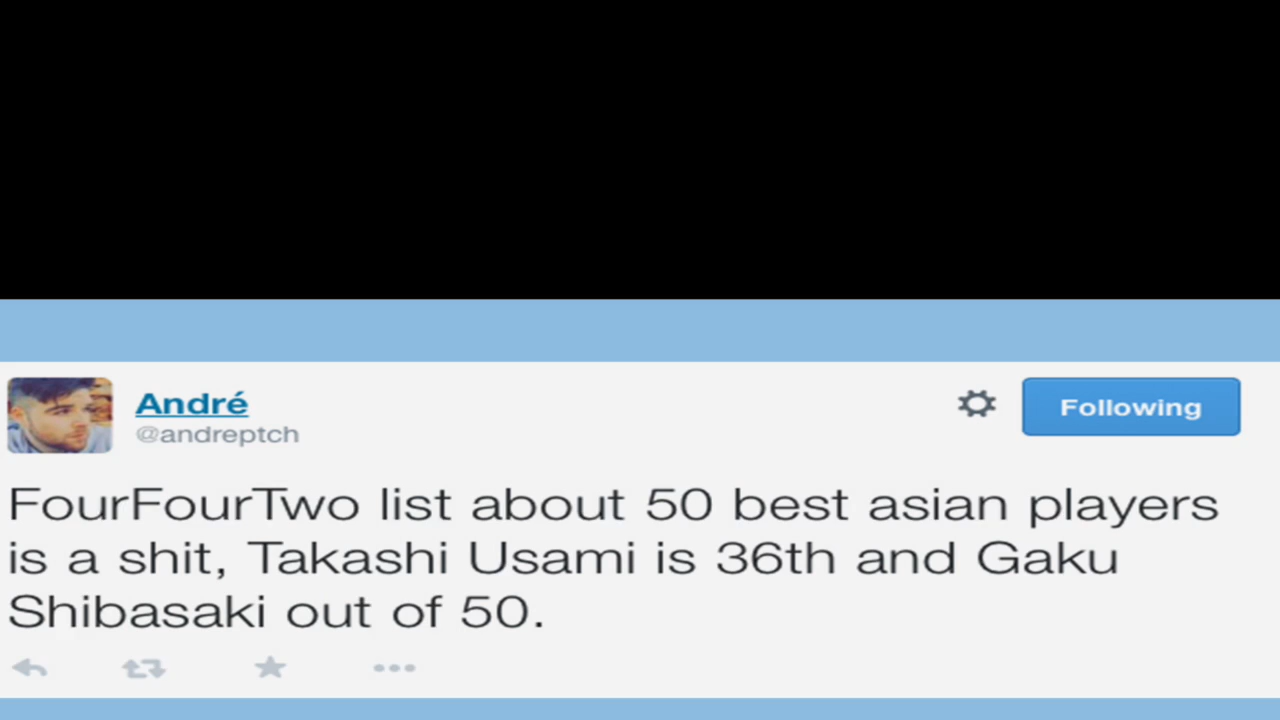 André
@andreptch
Following
FourFourTwo list about 50 best asian players
is a shit, Takashi Usami is 36th and Gaku
Shibasaki out of 50.